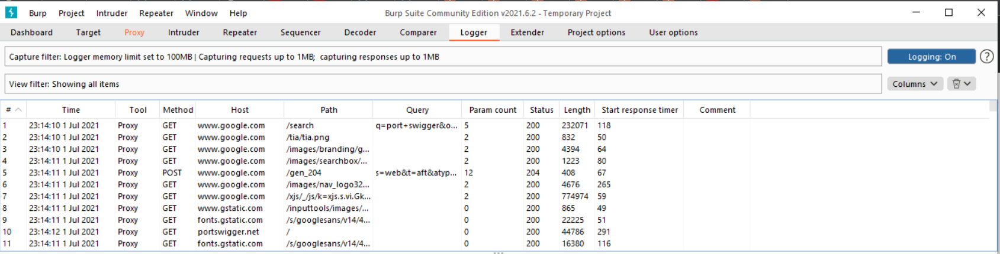 Burp Project Intruder Repeater Window Help Burp Suite Community Edition v2021.6.2 - Temporary Project
Dashboard Target Proxy Intruder Repeater Sequencer Decoder Comparer Logger Extender Project options User options
Capture filter: Logger memory limit set to 100MB | Capturing requests up to 1MB; capturing responses up to 1MB Logging: On ?
View filter: Showing all items Columns
# Time Tool Method Host Path Query Param count Status Length Start response timer Comment
1 23:14:10 1 Jul 2021 Proxy GET www.google.com /search q=port+swigger&o... 5 200 232071 118
2 23:14:10 1 Jul 2021 Proxy GET www.google.com /tia/tia.png 2 200 832 50
3 23:14:10 1 Jul 2021 Proxy GET www.google.com /images/branding/g... 2 200 4394 64
4 23:14:11 1 Jul 2021 Proxy GET www.google.com /images/searchbox/... 2 200 1223 80
5 23:14:11 1 Jul 2021 Proxy POST www.google.com /gen_204 s=web&t=aft&atyp... 12 204 408 67
6 23:14:11 1 Jul 2021 Proxy GET www.google.com /images/nav_logo32... 2 200 4676 265
7 23:14:11 1 Jul 2021 Proxy GET www.google.com /xjs/_/js/k=xjs.s.vi.Gk... 2 200 774974 59
8 23:14:11 1 Jul 2021 Proxy GET www.gstatic.com /inputtools/images/... 0 200 865 49
9 23:14:11 1 Jul 2021 Proxy GET fonts.gstatic.com /s/googlesans/v14/4... 0 200 22225 51
10 23:14:12 1 Jul 2021 Proxy GET portswigger.net / 0 200 44786 291
11 23:14:11 1 Jul 2021 Proxy GET fonts.gstatic.com /s/googlesans/v14/4... 0 200 16380 116